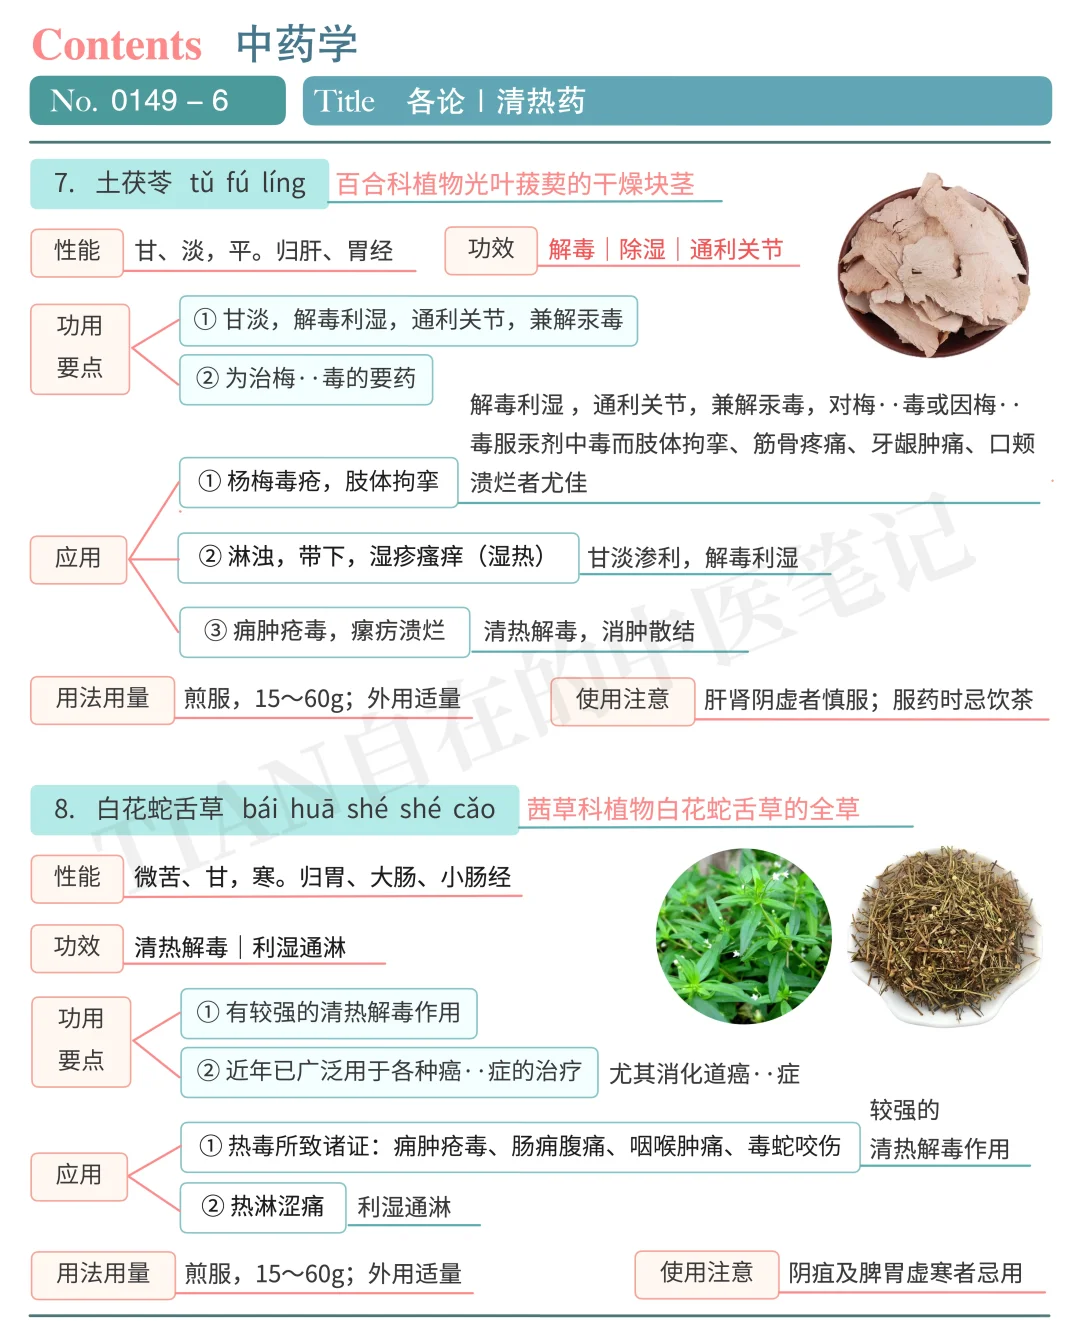 Contents 中药学
No. 0149 – 6
Title 各论 | 清热药
7. 土茯苓 tǔ fú líng 百合科植物光叶菝葜的干燥块茎
性能 甘、淡，平。归肝、胃经
功效 解毒｜除湿｜通利关节
功用
要点
① 甘淡，解毒利湿，通利关节，兼解汞毒
② 为治梅··毒的要药
应用
① 杨梅毒疮，肢体拘挛
解毒利湿 ，通利关节，兼解汞毒，对梅··毒或因梅··
毒服汞剂中毒而肢体拘挛、筋骨疼痛、牙龈肿痛、口颊
溃烂者尤佳
② 淋浊，带下，湿疹瘙痒（湿热） 甘淡渗利，解毒利湿
③ 痈肿疮毒，瘰疬溃烂 清热解毒，消肿散结
用法用量 煎服，15～60g；外用适量
使用注意 肝肾阴虚者慎服；服药时忌饮茶
TIAN自在的中医笔记
8. 白花蛇舌草 bái huā shé shé cǎo 茜草科植物白花蛇舌草的全草
性能 微苦、甘，寒。归胃、大肠、小肠经
功效 清热解毒｜利湿通淋
功用
要点
① 有较强的清热解毒作用
② 近年已广泛用于各种癌··症的治疗 尤其消化道癌··症
应用
① 热毒所致诸证：痈肿疮毒、肠痈腹痛、咽喉肿痛、毒蛇咬伤
较强的
清热解毒作用
② 热淋涩痛 利湿通淋
用法用量 煎服，15～60g；外用适量
使用注意 阴疽及脾胃虚寒者忌用